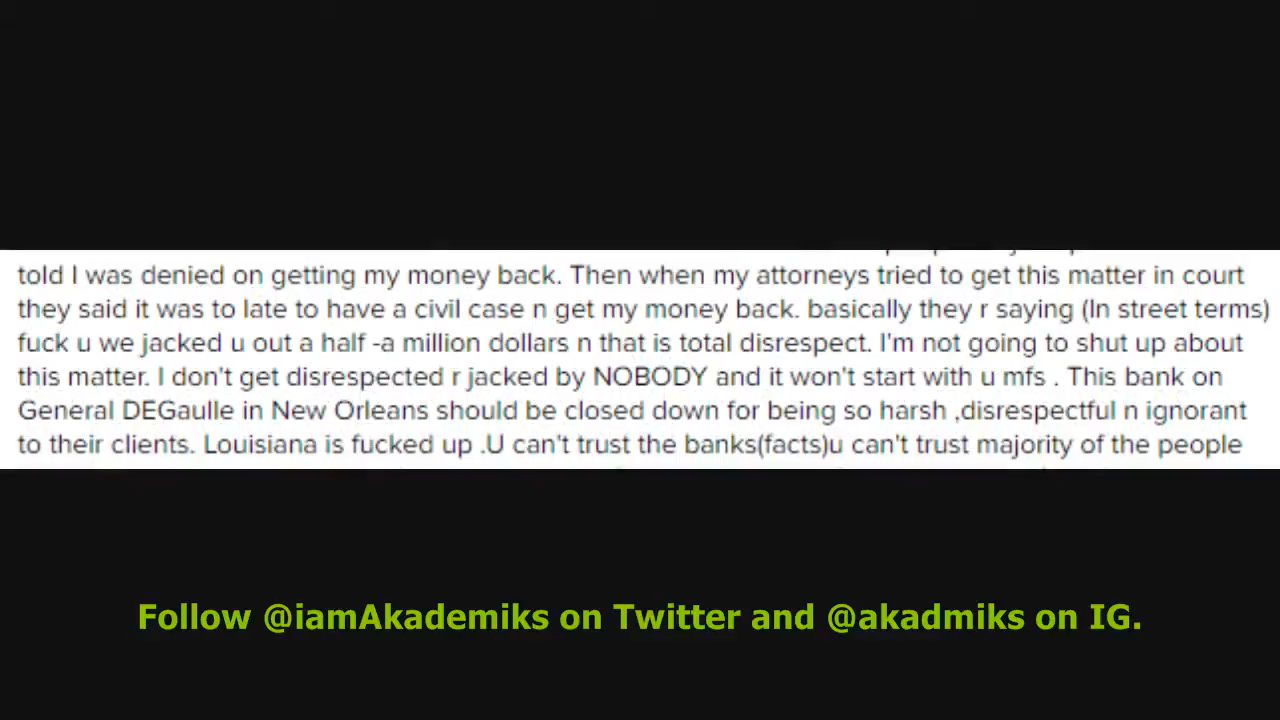 told I was denied on getting my money back. Then when my attorneys tried to get this matter in court
they said it was to late to have a civil case n get my money back. basically they r saying (In street terms)
fuck u we jacked u out a half -a million dollars n that is total disrespect. I'm not going to shut up about
this matter. I don't get disrespected r jacked by NOBODY and it won't start with u mfs . This bank on
General DEGaulle in New Orleans should be closed down for being so harsh ,disrespectful n ignorant
to their clients. Louisiana is fucked up .U can't trust the banks(facts)u can't trust majority of the people
Follow @iamAkademiks on Twitter and @akadmiks on IG.